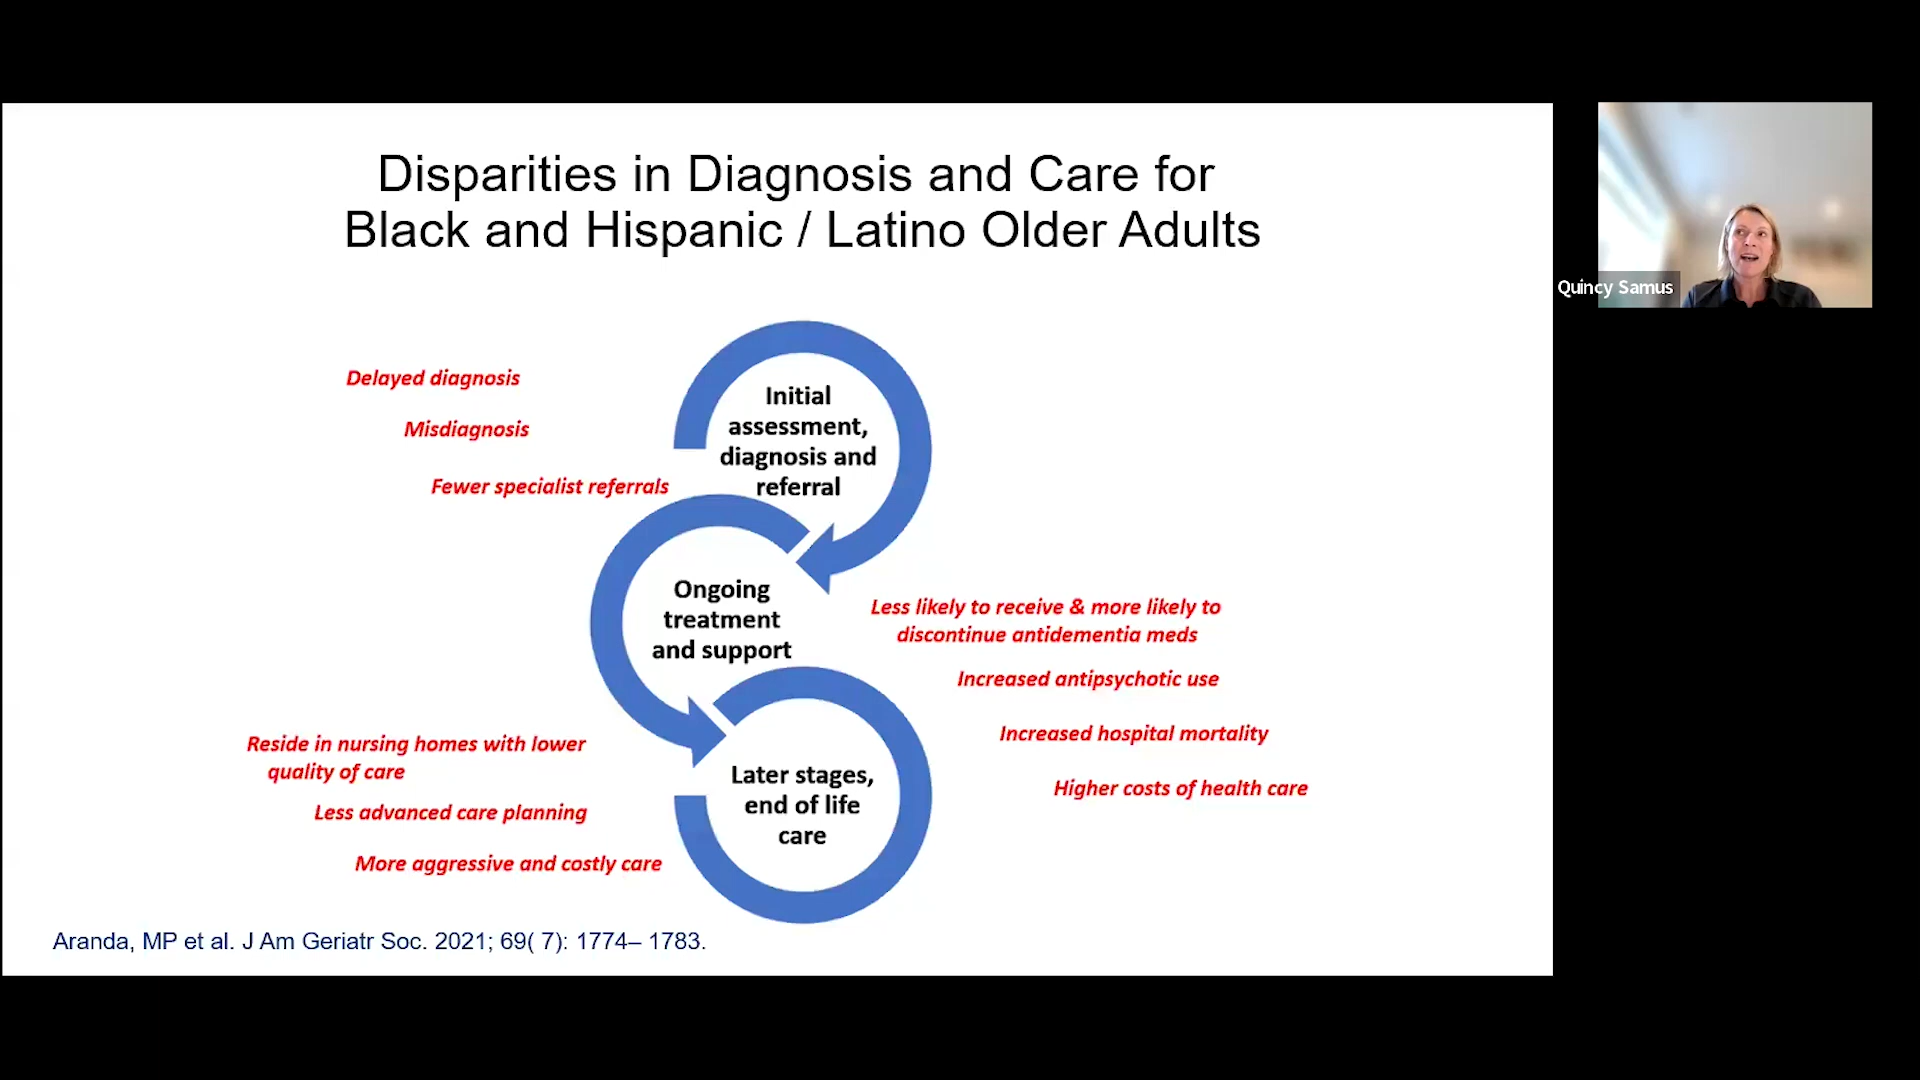 Disparities in Diagnosis and Care for
Black and Hispanic / Latino Older Adults
Quincy Samus
Delayed diagnosis
Misdiagnosis
Fewer specialist referrals
Initial
assessment,
diagnosis and
referral
Ongoing
treatment
and support
Less likely to receive & more likely to
discontinue antidementia meds
Increased antipsychotic use
Increased hospital mortality
Higher costs of health care
Reside in nursing homes with lower
quality of care
Less advanced care planning
More aggressive and costly care
Later stages,
end of life
care
Aranda, MP et al. J Am Geriatr Soc. 2021; 69( 7): 1774– 1783.